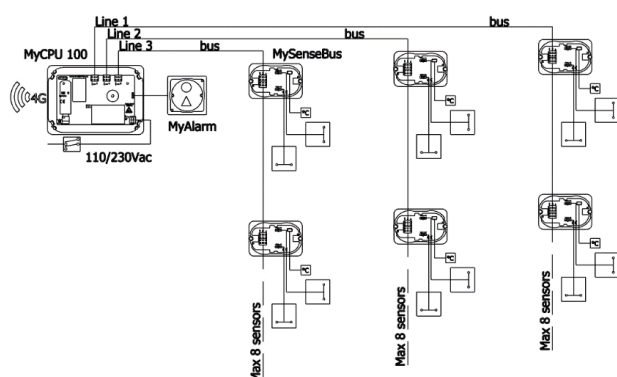 Line 1
bus
Line 2
bus
Line 3
bus
MyCPU 100
MySenseBus
4G
MyAlarm
110/230Vac
°C
°C
°C
°C
°C
°C
Max 8 sensors
Max 8 sensors
Max 8 sensors